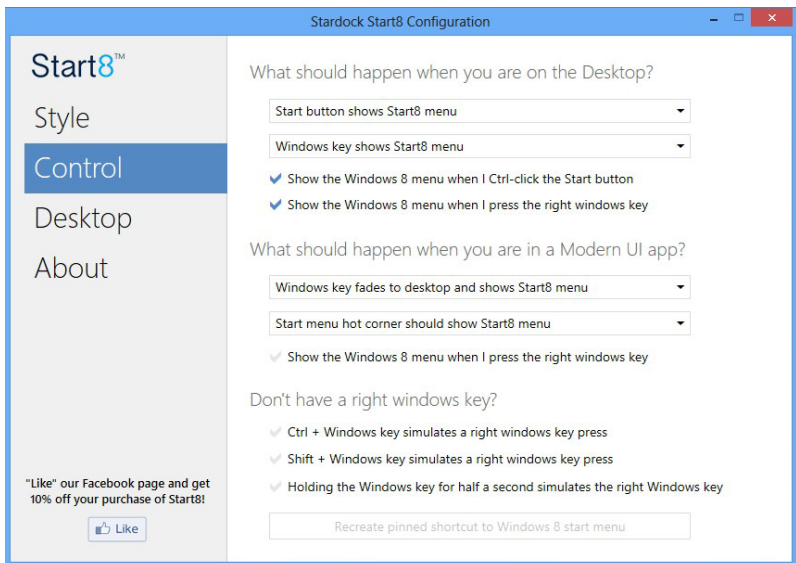 Stardock Start8 Configuration
Start8™
Style
Control
Desktop
About
"Like" our Facebook page and get
10% off your purchase of Start8!
Like
What should happen when you are on the Desktop?
Start button shows Start8 menu
Windows key shows Start8 menu
Show the Windows 8 menu when I Ctrl-click the Start button
Show the Windows 8 menu when I press the right windows key
What should happen when you are in a Modern UI app?
Windows key fades to desktop and shows Start8 menu
Start menu hot corner should show Start8 menu
Show the Windows 8 menu when I press the right windows key
Don't have a right windows key?
Ctrl + Windows key simulates a right windows key press
Shift + Windows key simulates a right windows key press
Holding the Windows key for half a second simulates the right Windows key
Recreate pinned shortcut to Windows 8 start menu